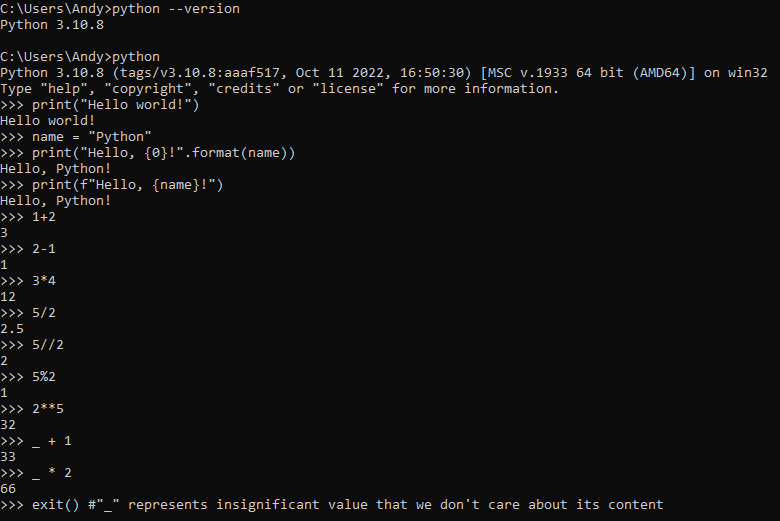 C:\Users\Andy>python --version
Python 3.10.8
C:\Users\Andy>python
Python 3.10.8 (tags/v3.10.8:aaaf517, Oct 11 2022, 16:50:30) [MSC v.1933 64 bit (AMD64)] on win32
Type "help", "copyright", "credits" or "license" for more information.
>>> print("Hello world!")
Hello world!
>>> name = "Python"
>>> print("Hello, {0}!".format(name))
Hello, Python!
>>> print(f"Hello, {name}!")
Hello, Python!
>>> 1+2
3
>>> 2-1
1
>>> 3*4
12
>>> 5/2
2.5
>>> 5//2
2
>>> 5%2
1
>>> 2**5
32
>>> _ + 1
33
>>> _ * 2
66
>>> exit() #"_" represents insignificant value that we don't care about its content